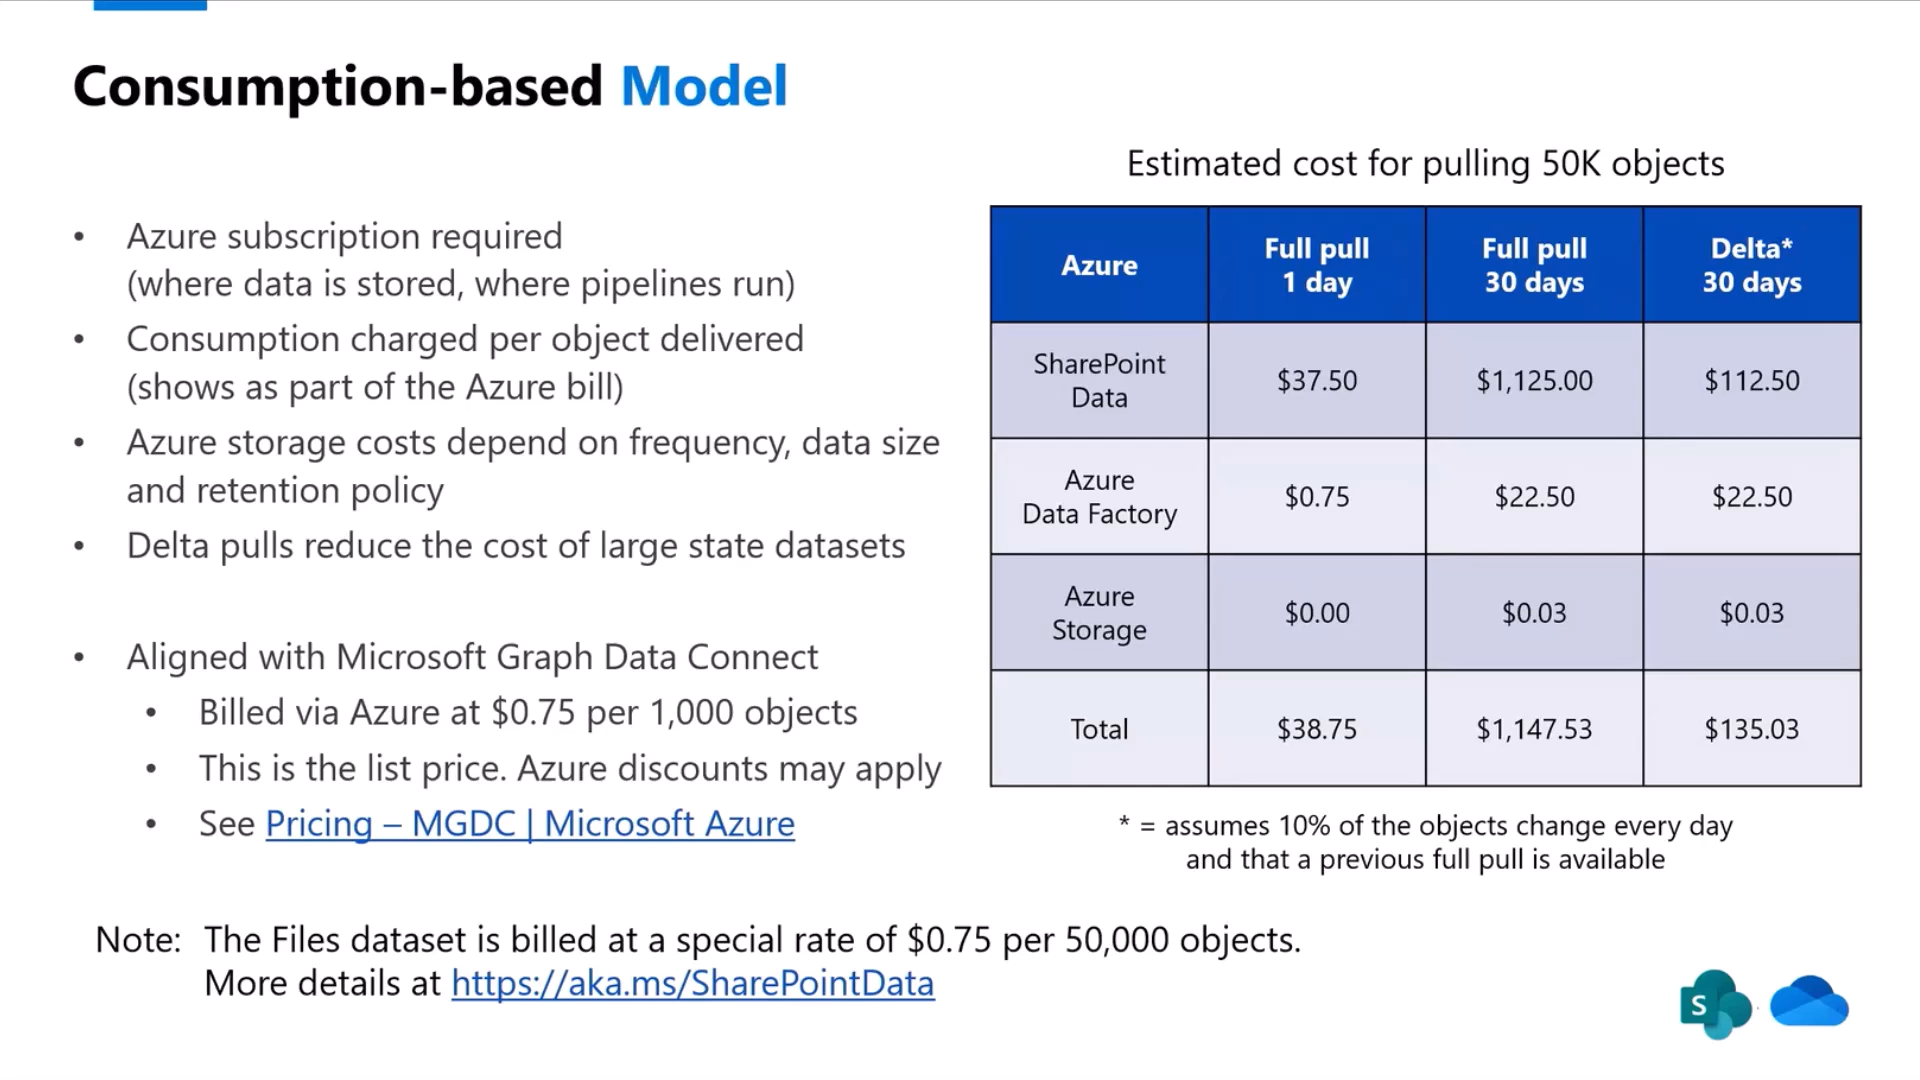 Consumption-based Model
• Azure subscription required
(where data is stored, where pipelines run)
• Consumption charged per object delivered
(shows as part of the Azure bill)
• Azure storage costs depend on frequency, data size
and retention policy
• Delta pulls reduce the cost of large state datasets
• Aligned with Microsoft Graph Data Connect
• Billed via Azure at $0.75 per 1,000 objects
• This is the list price. Azure discounts may apply
• See Pricing – MGDC | Microsoft Azure
Estimated cost for pulling 50K objects
Azure
Full pull
1 day
Full pull
30 days
Delta*
30 days
SharePoint
Data
$37.50
$1,125.00
$112.50
Azure
Data Factory
$0.75
$22.50
$22.50
Azure
Storage
$0.00
$0.03
$0.03
Total
$38.75
$1,147.53
$135.03
* = assumes 10% of the objects change every day
and that a previous full pull is available
Note: The Files dataset is billed at a special rate of $0.75 per 50,000 objects.
More details at https://aka.ms/SharePointData
S